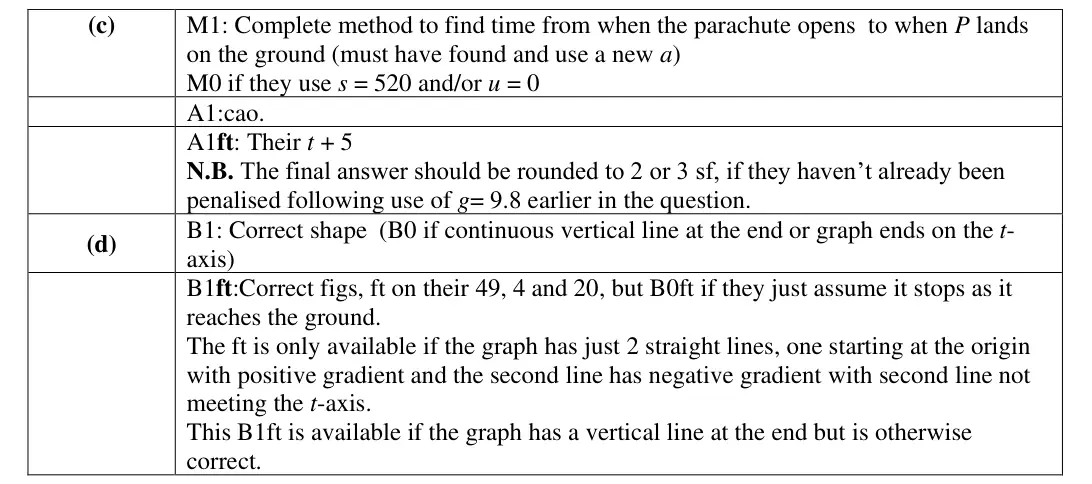 (c) M1: Complete method to find time from when the parachute opens to when P lands
on the ground (must have found and use a new a)
M0 if they use s = 520 and/or u = 0
A1:cao.
A1ft: Their t + 5
N.B. The final answer should be rounded to 2 or 3 sf, if they haven’t already been
penalised following use of g= 9.8 earlier in the question.
(d) B1: Correct shape (B0 if continuous vertical line at the end or graph ends on the t-
axis)
B1ft:Correct figs, ft on their 49, 4 and 20, but B0ft if they just assume it stops as it
reaches the ground.
The ft is only available if the graph has just 2 straight lines, one starting at the origin
with positive gradient and the second line has negative gradient with second line not
meeting the t-axis.
This B1ft is available if the graph has a vertical line at the end but is otherwise
correct.